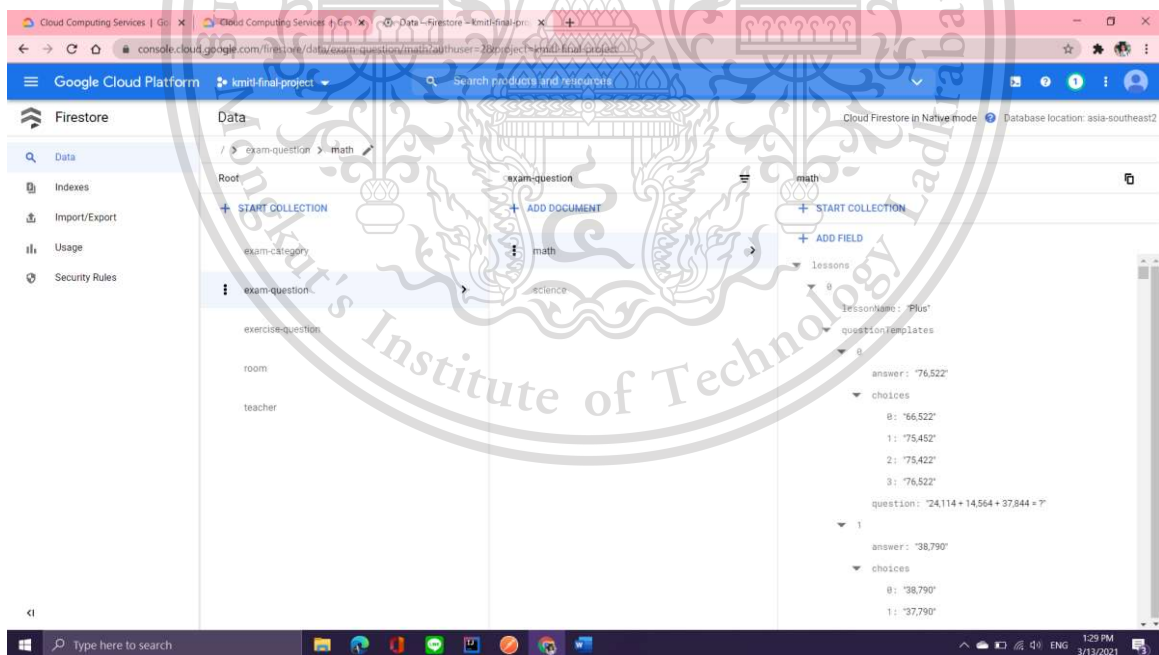 Cloud Computing Services | Go
Cloud Computing Services | Go
Data – Firestore – kmitl-final-pro
console.cloud.google.com/firestore/data/exam-question/math?authuser=2&project=kmitl-final-project
Google Cloud Platform
kmitl-final-project
Search products and resources
1
Firestore
Data
Cloud Firestore in Native mode
Database location: asia-southeast2
Data
Indexes
Import/Export
Usage
Security Rules
/ > exam-question > math
Root
+ START COLLECTION
exam-category
exam-question
exercise-question
room
teacher
exam-question
+ ADD DOCUMENT
math
science
math
+ START COLLECTION
+ ADD FIELD
lessons
0
lessonName: "Plus"
questionTemplates
0
answer: "76,522"
choices
0: "66,522"
1: "75,452"
2: "75,422"
3: "76,522"
question: "24,114 + 14,564 + 37,844 = ?"
1
answer: "38,790"
choices
0: "38,790"
1: "37,790"
Type here to search
ENG
1:29 PM
3/13/2021
3
Mongkut's Institute of Technology Ladkrabang